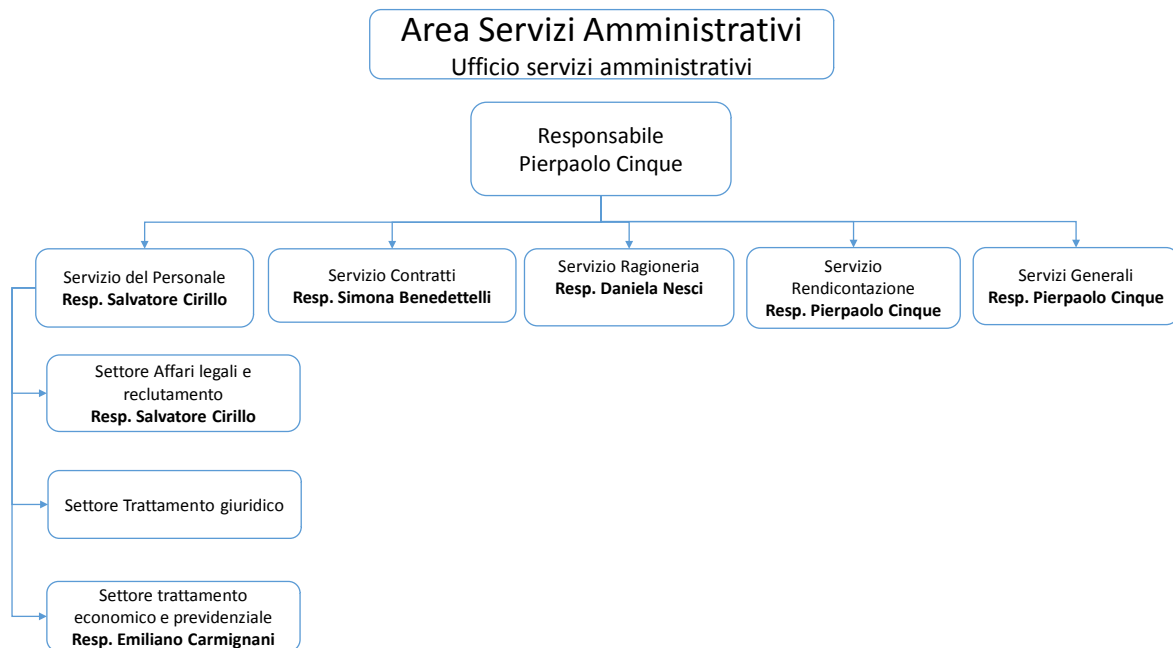 Area Servizi Amministrativi
Ufficio servizi amministrativi
Responsabile
Pierpaolo Cinque
Servizio del Personale
Resp. Salvatore Cirillo
Servizio Contratti
Resp. Simona Benedettelli
Servizio Ragioneria
Resp. Daniela Nesci
Servizio
Rendicontazione
Resp. Pierpaolo Cinque
Servizi Generali
Resp. Pierpaolo Cinque
Settore Affari legali e
reclutamento
Resp. Salvatore Cirillo
Settore Trattamento giuridico
Settore trattamento
economico e previdenziale
Resp. Emiliano Carmignani